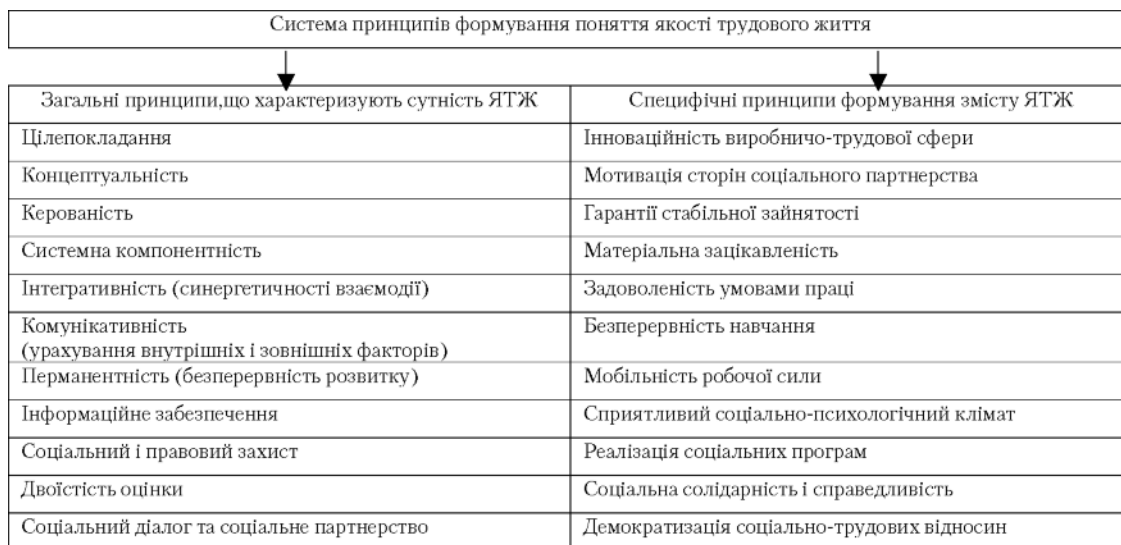 Система принципів формування поняття якості трудового життя
Загальні принципи,що характеризують сутність ЯТЖ
Специфічні принципи формування змісту ЯТЖ
Цілепокладання
Інноваційність виробничо-трудової сфери
Концептуальність
Мотивація сторін соціального партнерства
Керованість
Гарантії стабільної зайнятості
Системна компонентність
Матеріальна зацікавленість
Інтегративність (синергетичності взаємодії)
Задоволеність умовами праці
Комунікативність
(урахування внутрішніх і зовнішніх факторів)
Безперервність навчання
Перманентність (безперервність розвитку)
Мобільність робочої сили
Інформаційне забезпечення
Сприятливий соціально-психологічний клімат
Соціальний і правовий захист
Реалізація соціальних програм
Двоїстість оцінки
Соціальна солідарність і справедливість
Соціальний діалог та соціальне партнерство
Демократизація соціально-трудових відносин